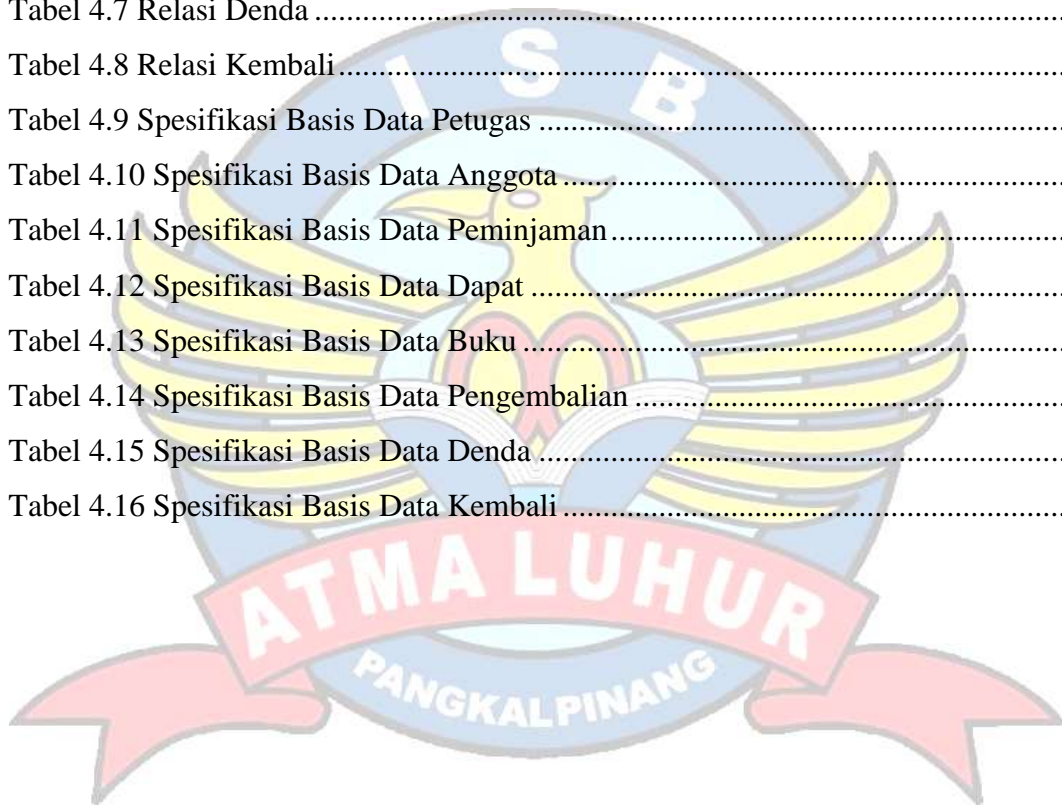 Tabel 4.7 Relasi Denda ........................................................................................................
Tabel 4.8 Relasi Kembali....................................................................................................
Tabel 4.9 Spesifikasi Basis Data Petugas ...........................................................................
Tabel 4.10 Spesifikasi Basis Data Anggota ........................................................................
Tabel 4.11 Spesifikasi Basis Data Peminjaman..................................................................
Tabel 4.12 Spesifikasi Basis Data Dapat ............................................................................
Tabel 4.13 Spesifikasi Basis Data Buku .............................................................................
Tabel 4.14 Spesifikasi Basis Data Pengembalian ...............................................................
Tabel 4.15 Spesifikasi Basis Data Denda ...........................................................................
Tabel 4.16 Spesifikasi Basis Data Kembali ........................................................................
I S B
ATMA LUHUR
PANGKALPINANG